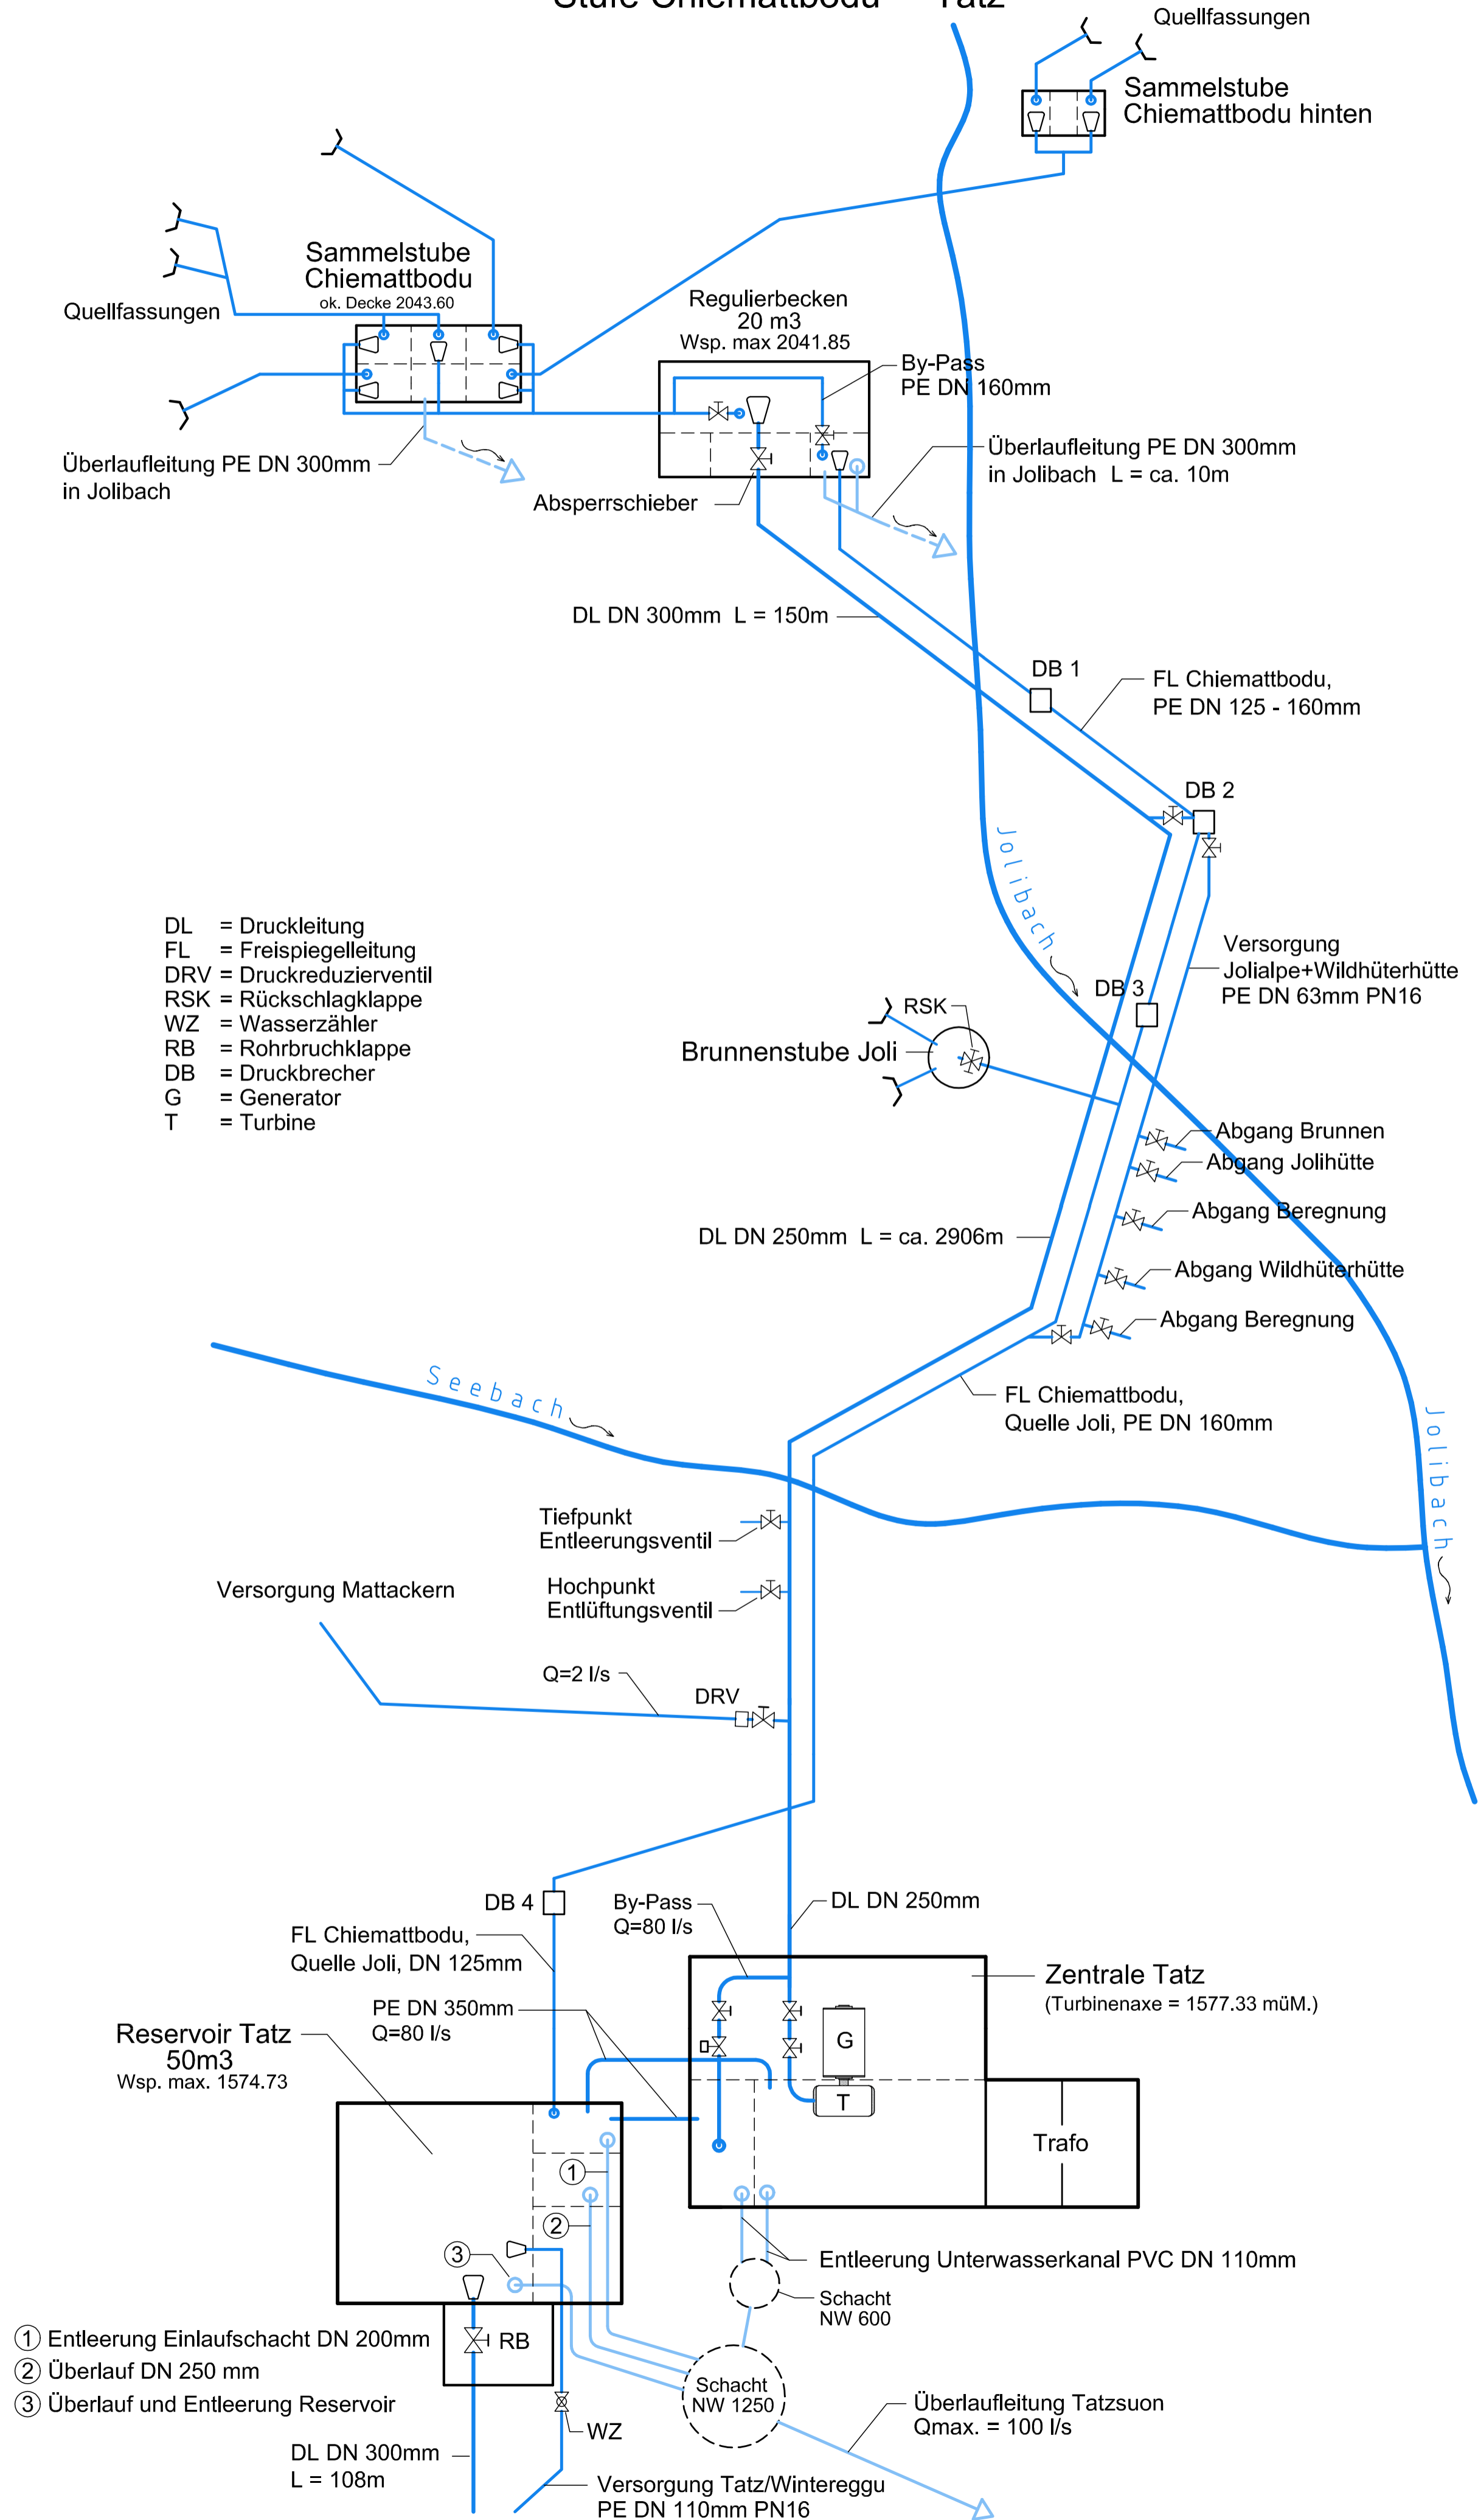 Stufe Chiemattbodu - Tatz
Quellfassungen
Sammelstube
Chiemattbodu hinten
Sammelstube
Chiemattbodu
ok. Decke 2043.60
Quellfassungen
Regulierbecken
20 m3
Wsp. max 2041.85
By-Pass
PE DN 160mm
Überlaufleitung PE DN 300mm
in Jolibach
Überlaufleitung PE DN 300mm
in Jolibach L = ca. 10m
Absperrschieber
DL DN 300mm L = 150m
DB 1
FL Chiemattbodu,
PE DN 125 - 160mm
DB 2
Jolibach
DL = Druckleitung
FL = Freispiegelleitung
DRV = Druckreduzierventil
RSK = Rückschlagklappe
WZ = Wasserzähler
RB = Rohrbruchklappe
DB = Druckbrecher
G = Generator
T = Turbine
Versorgung
Jolialpe+Wildhüterhütte
PE DN 63mm PN16
DB 3
RSK
Brunnenstube Joli
Abgang Brunnen
Abgang Jolihütte
Abgang Beregnung
DL DN 250mm L = ca. 2906m
Abgang Wildhüterhütte
Abgang Beregnung
Seebach
FL Chiemattbodu,
Quelle Joli, PE DN 160mm
Jolibach
Tiefpunkt
Entleerungsventil
Hochpunkt
Entlüftungsventil
Versorgung Mattackern
Q=2 l/s
DRV
DB 4
By-Pass
Q=80 l/s
DL DN 250mm
FL Chiemattbodu,
Quelle Joli, DN 125mm
Zentrale Tatz
(Turbinenaxe = 1577.33 müM.)
PE DN 350mm
Q=80 l/s
Reservoir Tatz
50m3
Wsp. max. 1574.73
G
T
Trafo
1
2
3
Entleerung Unterwasserkanal PVC DN 110mm
Schacht
NW 600
RB
1 Entleerung Einlaufschacht DN 200mm
2 Überlauf DN 250 mm
3 Überlauf und Entleerung Reservoir
Schacht
NW 1250
WZ
Überlaufleitung Tatzsuon
Qmax. = 100 l/s
DL DN 300mm
L = 108m
Versorgung Tatz/Wintereggu
PE DN 110mm PN16